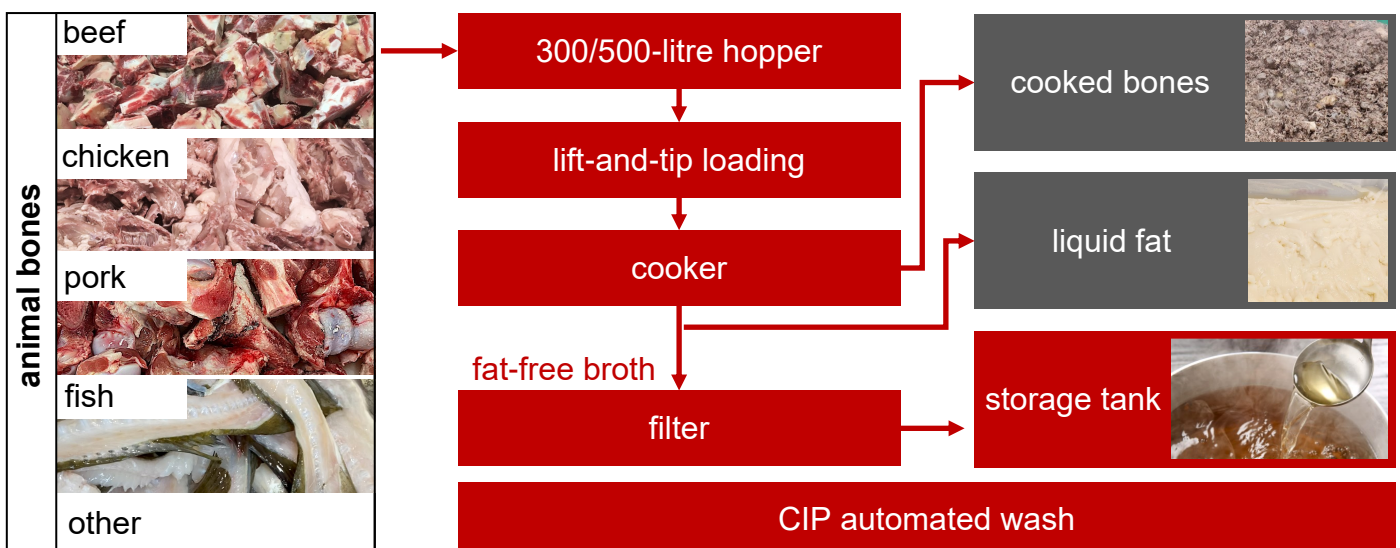 animal bones
beef
chicken
pork
fish
other
300/500-litre hopper
lift-and-tip loading
cooker
fat-free broth
filter
cooked bones
liquid fat
storage tank
CIP automated wash